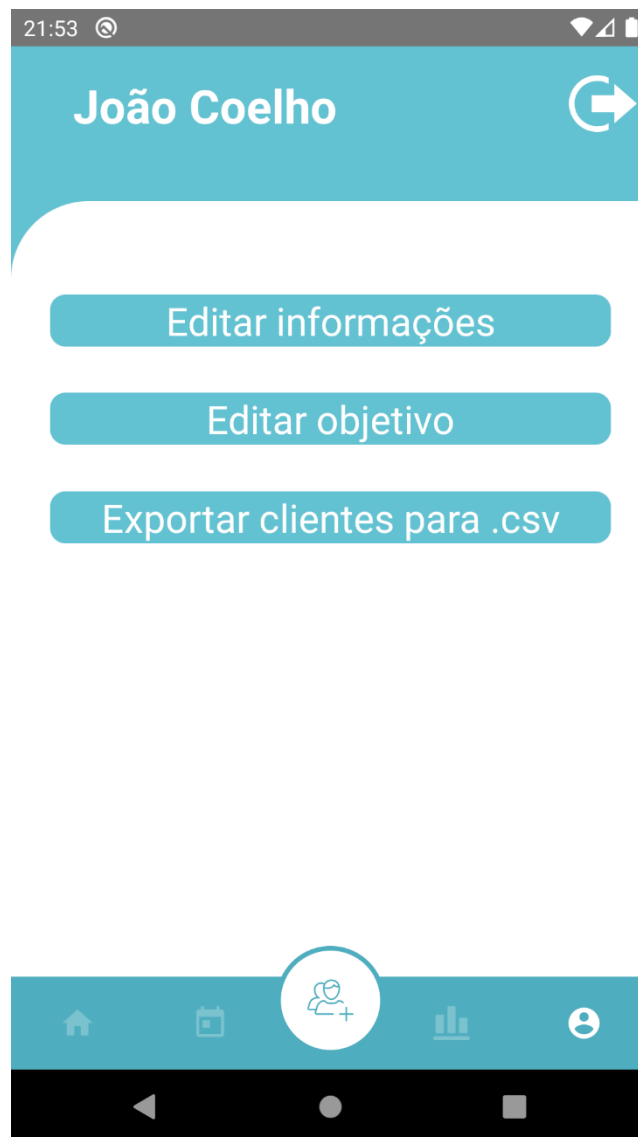 21:53
João Coelho
Editar informações
Editar objetivo
Exportar clientes para .csv